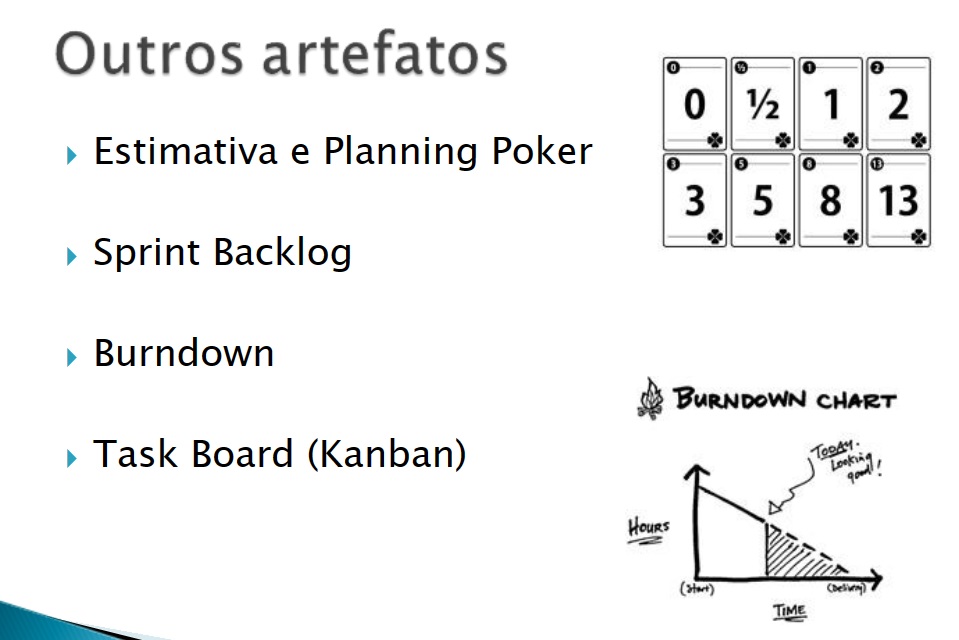 Outros artefatos
Estimativa e Planning Poker
Sprint Backlog
Burndown
Task Board (Kanban)
0 ½ 1 2
0 ½ 1 2
3 5 8 13
3 5 8 13
BURNDOWN CHART
TODAY.
Looking
good!
HOURS
(Start)
(Delivery)
TIME